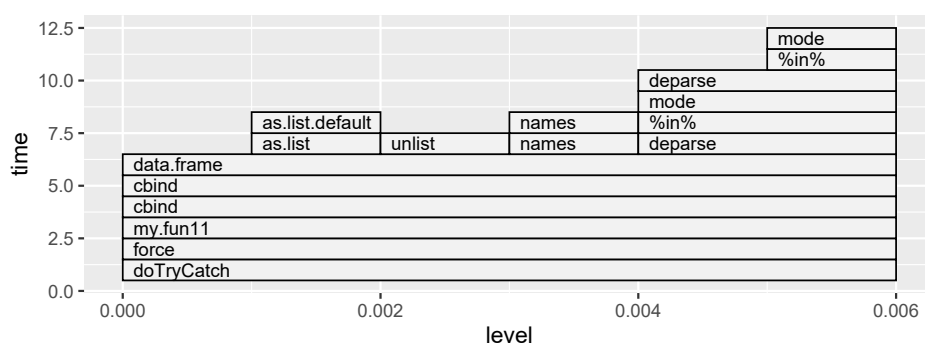 12.5
mode
%in%
10.0
deparse
mode
as.list.default
names
%in%
7.5
as.list
unlist
names
deparse
time
data.frame
5.0
cbind
cbind
my.fun11
2.5
force
doTryCatch
0.0
0.000 0.002 0.004 0.006
level